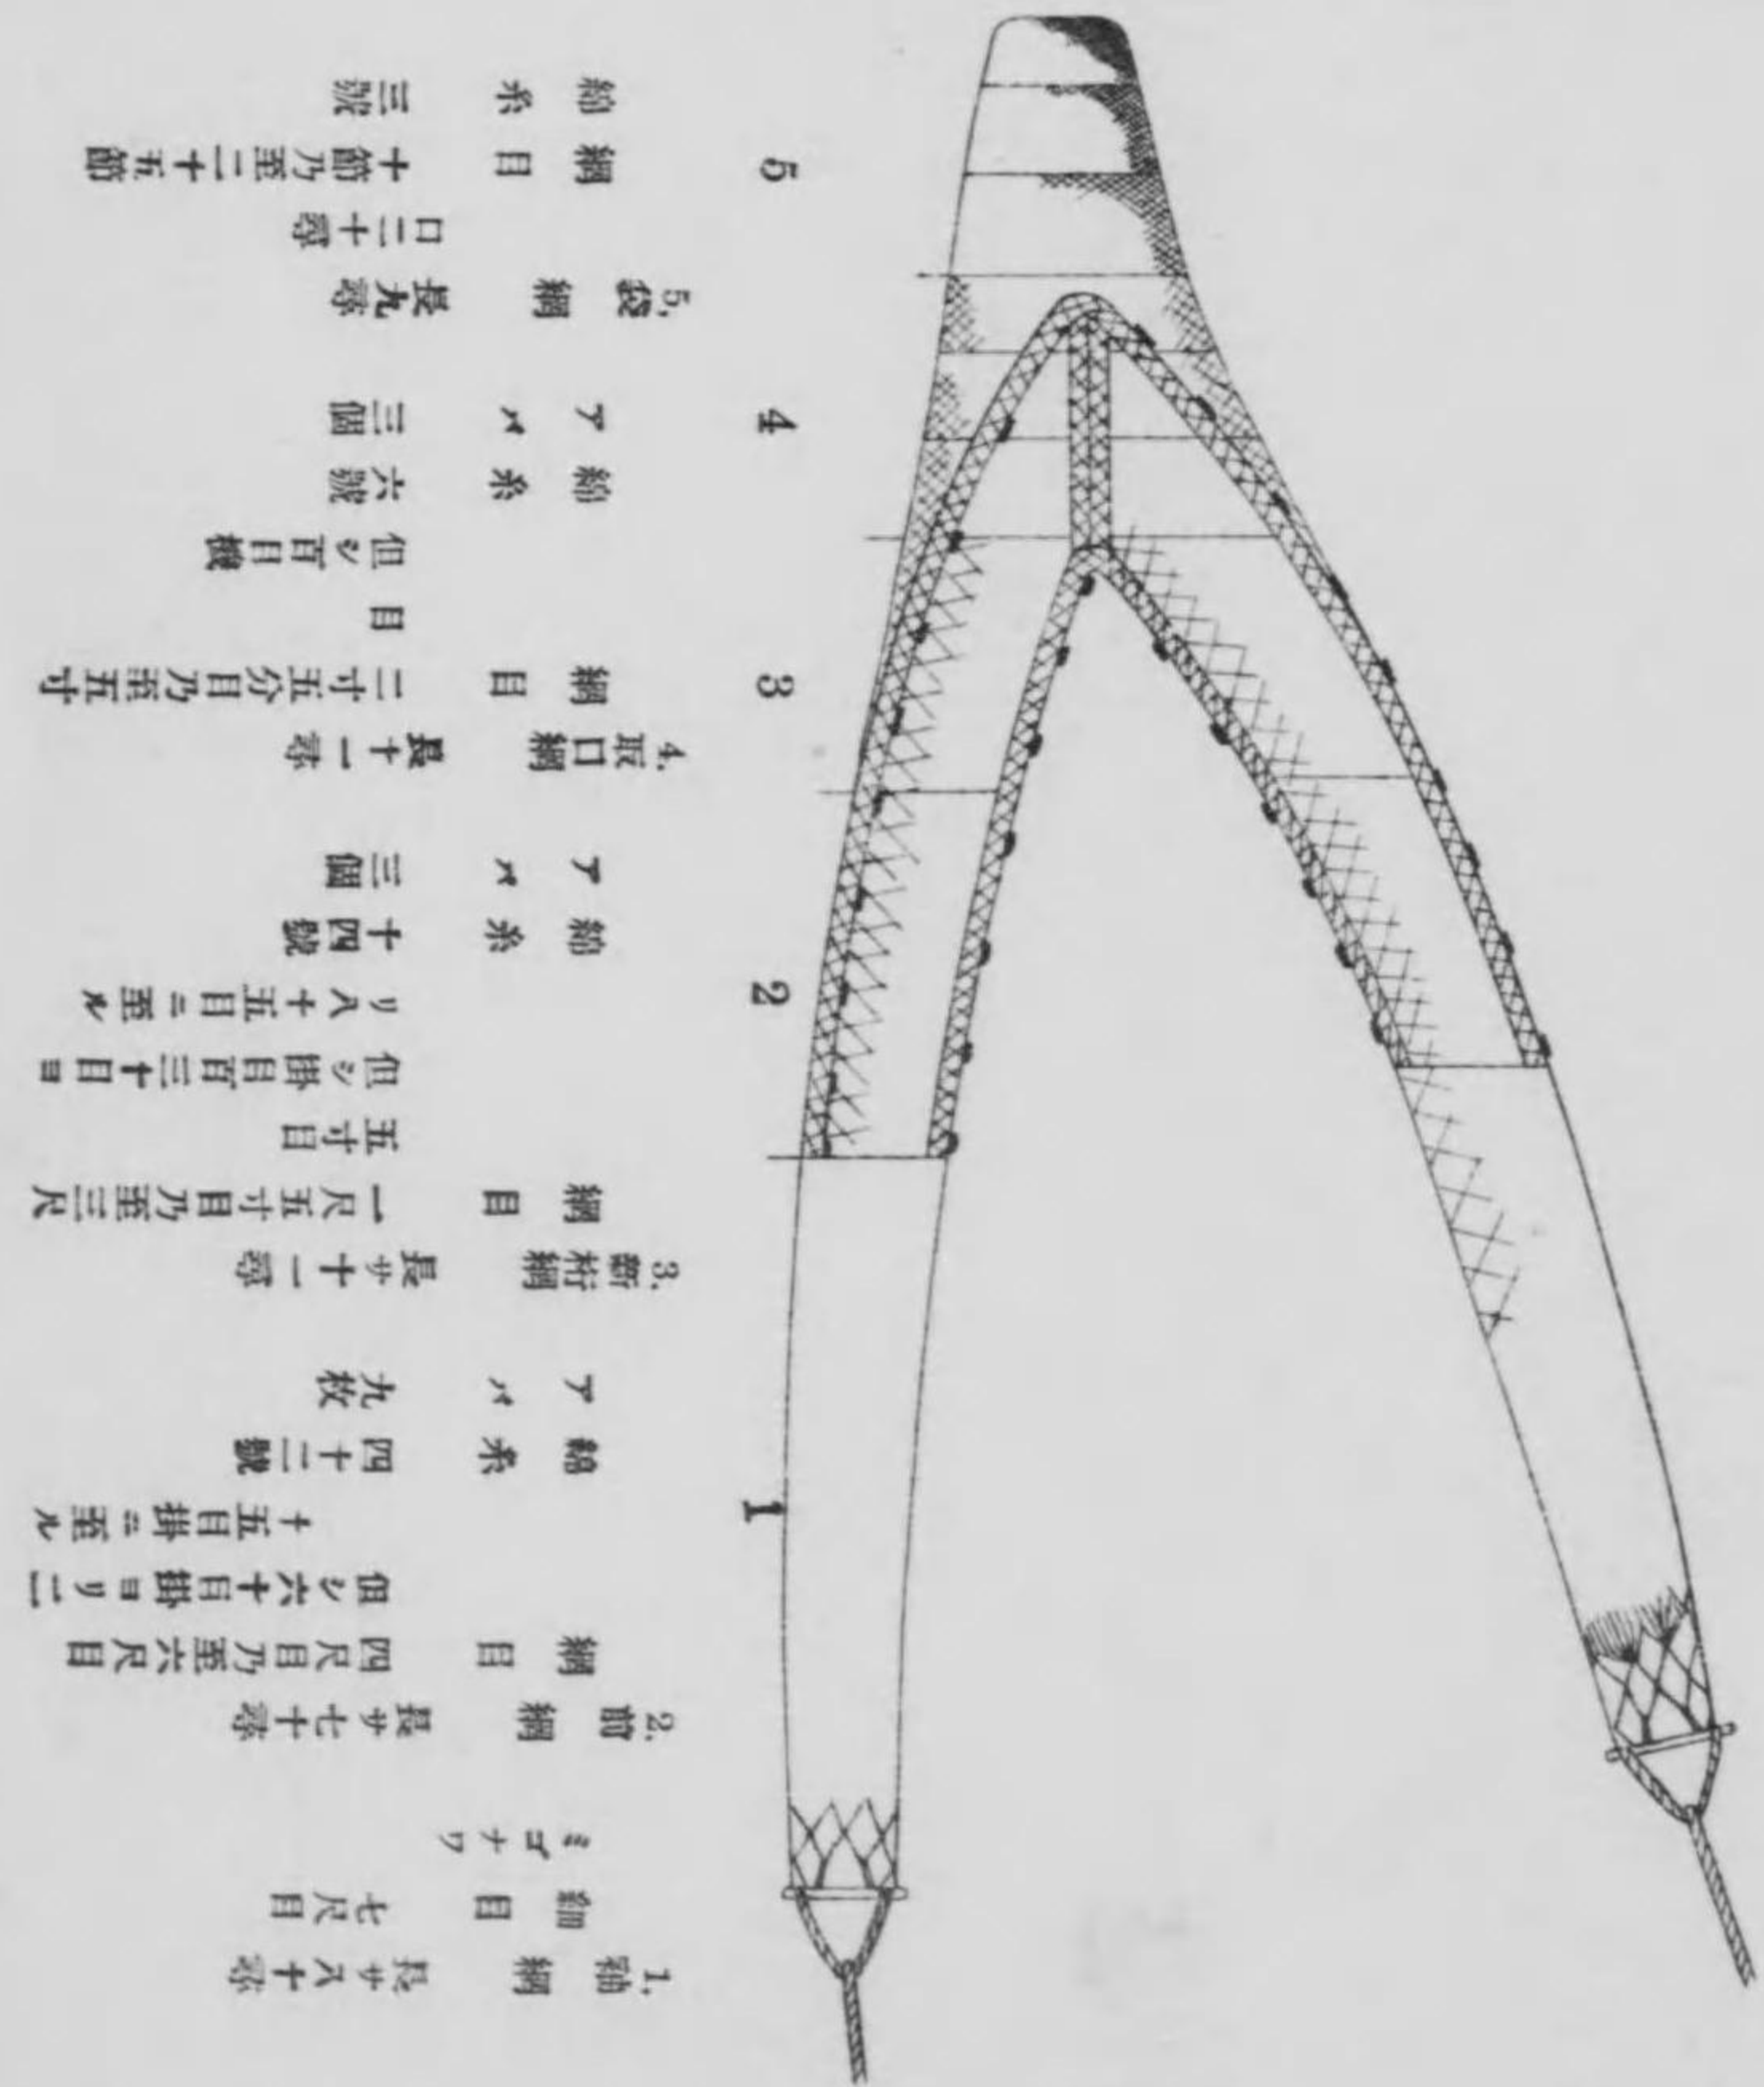 1. 袖網 長サ八十尋
網目 七尺目
ミゴナワ
2. 前網 長サ七十尋
網目 四尺目乃至六尺目
但シ六十目掛ヨリ二
十五目掛ニ至ル
綿糸 四十二號
アバ 九枚
3. 桁網 長サ十一尋
網目 一尺五寸目乃至三尺
五寸目
但シ掛目百三十目ヨ
リ八十五目ニ至ル
綿糸 十四號
アバ 三個
4. 取口網 長十一尋
網目 二寸五分目乃至五寸
目
但シ百目
綿糸 六號
アバ 三個
5. 袋網 長九尋
口二十尋
網目 十節乃至二十五節
綿糸 三號
1
2
3
4
5